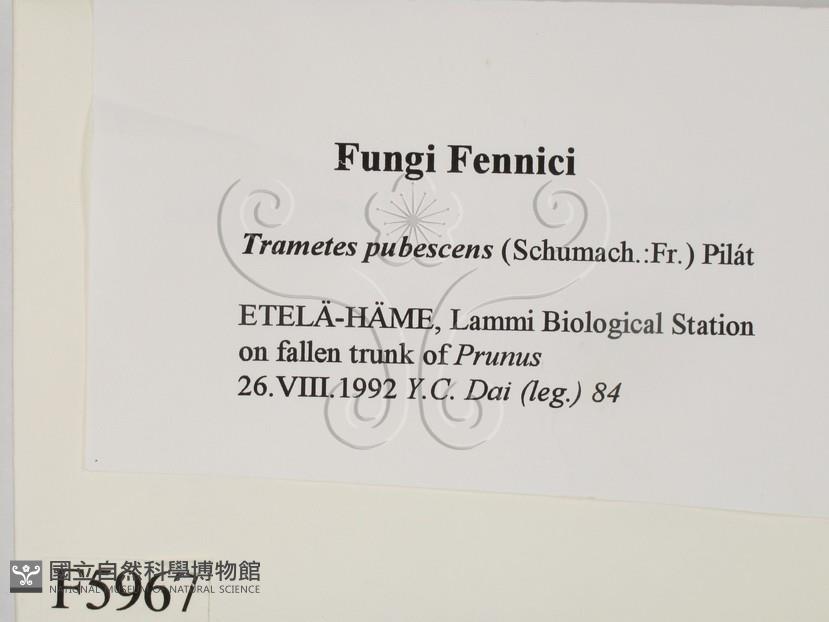 Fungi Fennici
Trametes pubescens (Schumach.:Fr.) Pilát
ETELÄ-HÄME, Lammi Biological Station
on fallen trunk of Prunus
26.VIII.1992 Y.C. Dai (leg.) 84
國立自然科學博物館
NATIONAL MUSEUM OF NATURAL SCIENCE
F5967